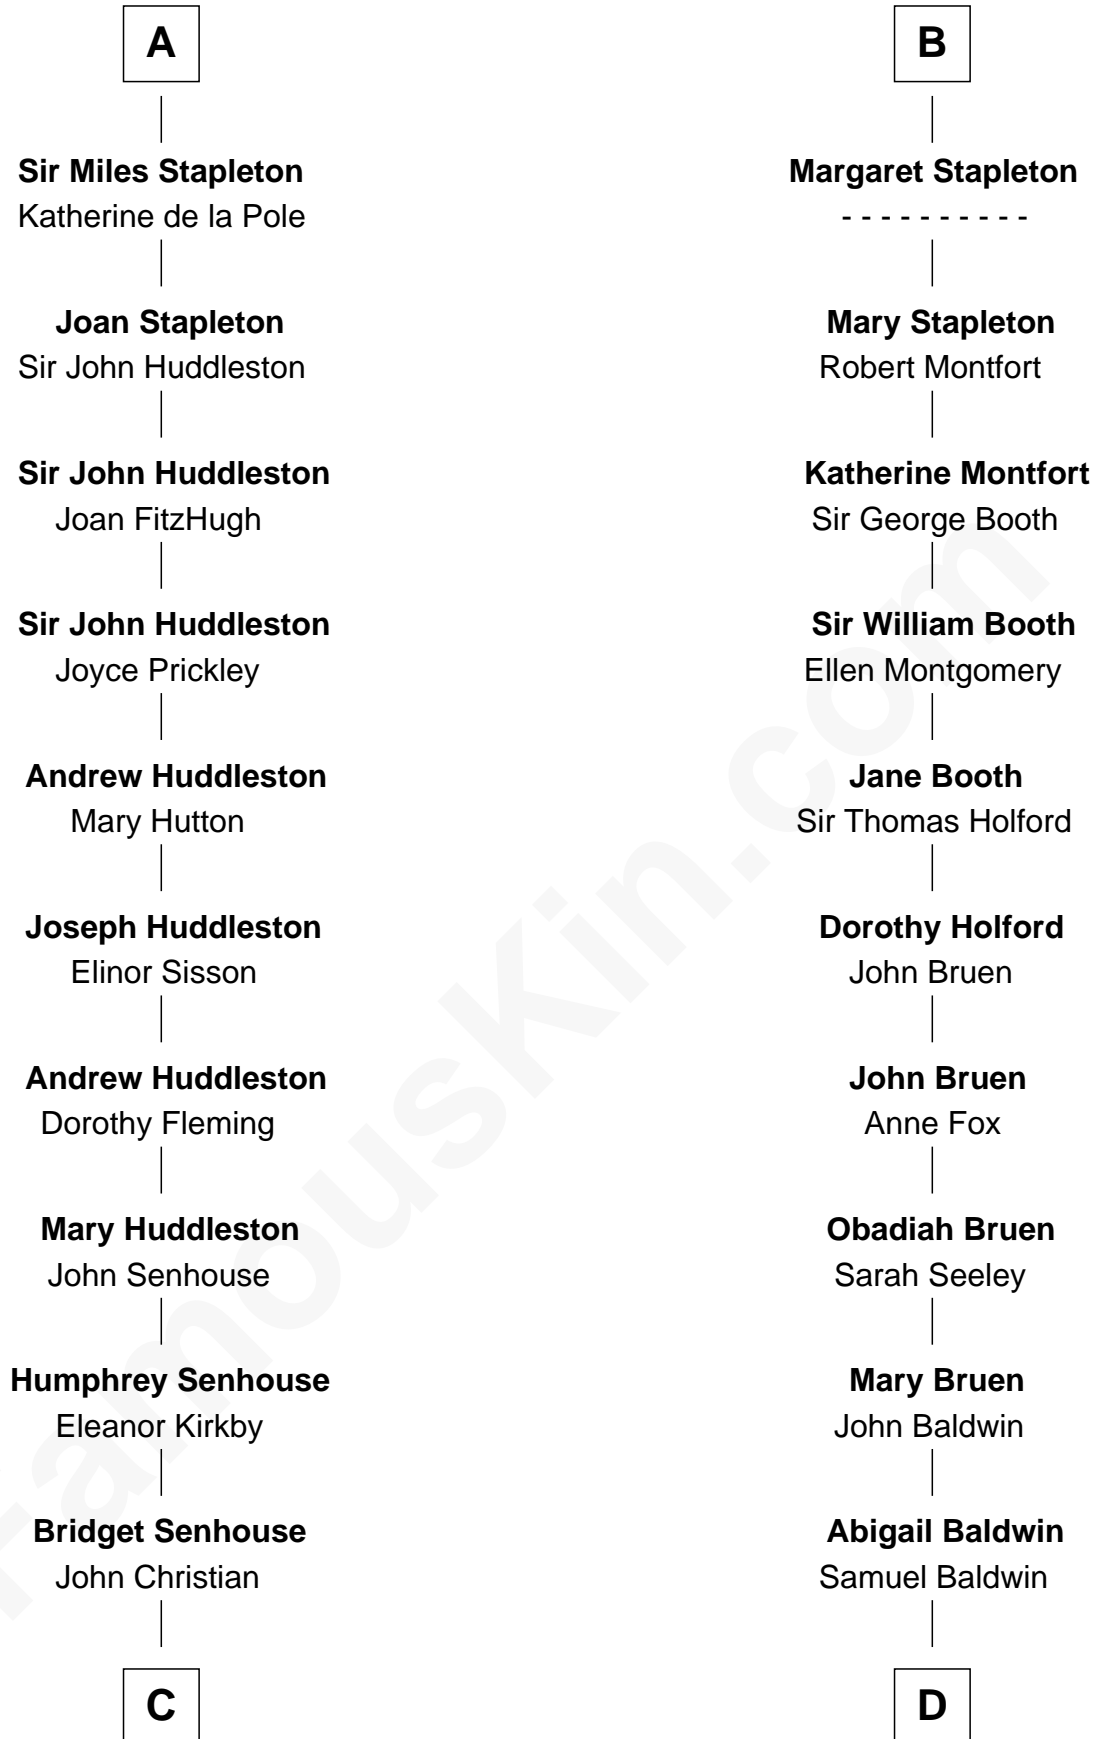 A
Sir Miles Stapleton
Katherine de la Pole
Joan Stapleton
Sir John Huddleston
Sir John Huddleston
Joan FitzHugh
Sir John Huddleston
Joyce Prickley
Andrew Huddleston
Mary Hutton
Joseph Huddleston
Elinor Sisson
Andrew Huddleston
Dorothy Fleming
Mary Huddleston
John Senhouse
Humphrey Senhouse
Eleanor Kirkby
Bridget Senhouse
John Christian
C
B
Margaret Stapleton
- - - - - - - - - -
Mary Stapleton
Robert Montfort
Katherine Montfort
Sir George Booth
Sir William Booth
Ellen Montgomery
Jane Booth
Sir Thomas Holford
Dorothy Holford
John Bruen
John Bruen
Anne Fox
Obadiah Bruen
Sarah Seeley
Mary Bruen
John Baldwin
Abigail Baldwin
Samuel Baldwin
D
FamousKin.com